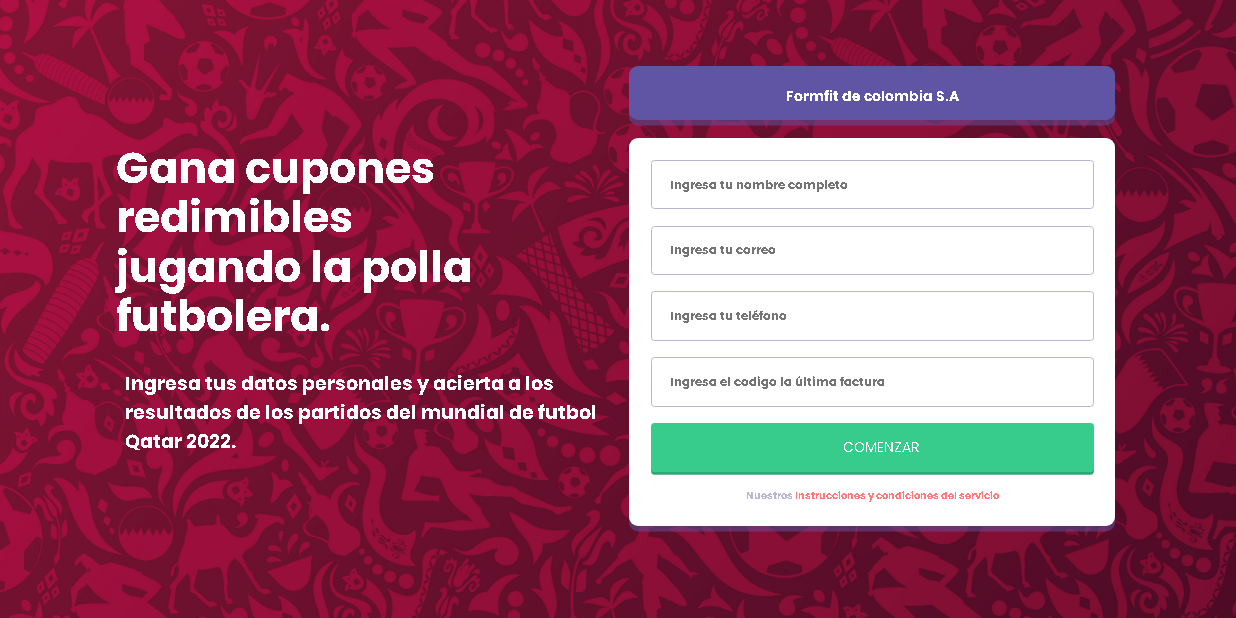 Gana cupones
redimibles
jugando la polla
futbolera.
Ingresa tus datos personales y acierta a los
resultados de los partidos del mundial de futbol
Qatar 2022.
Formfit de colombia S.A
Ingresa tu nombre completo
Ingresa tu correo
Ingresa tu teléfono
Ingresa el codigo la última factura
COMENZAR
Nuestros instrucciones y condiciones del servicio